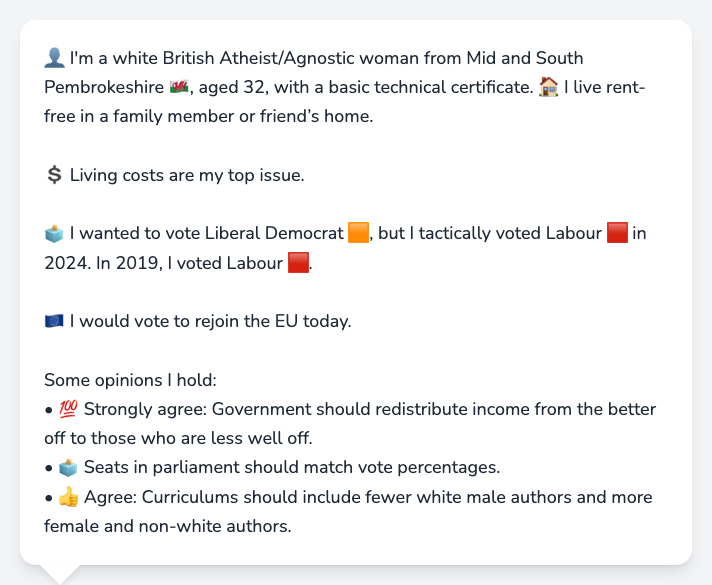 👤 I'm a white British Atheist/Agnostic woman from Mid and South
Pembrokeshire 🏴󠁧󠁢󠁷󠁬󠁳󠁿, aged 32, with a basic technical certificate. 🏠 I live rent-
free in a family member or friend’s home.
💲 Living costs are my top issue.
🗳️ I wanted to vote Liberal Democrat 🟧, but I tactically voted Labour 🟥 in
2024. In 2019, I voted Labour 🟥.
🇪🇺 I would vote to rejoin the EU today.
Some opinions I hold:
• 💯 Strongly agree: Government should redistribute income from the better
off to those who are less well off.
• 🗳️ Seats in parliament should match vote percentages.
• 👍 Agree: Curriculums should include fewer white male authors and more
female and non-white authors.